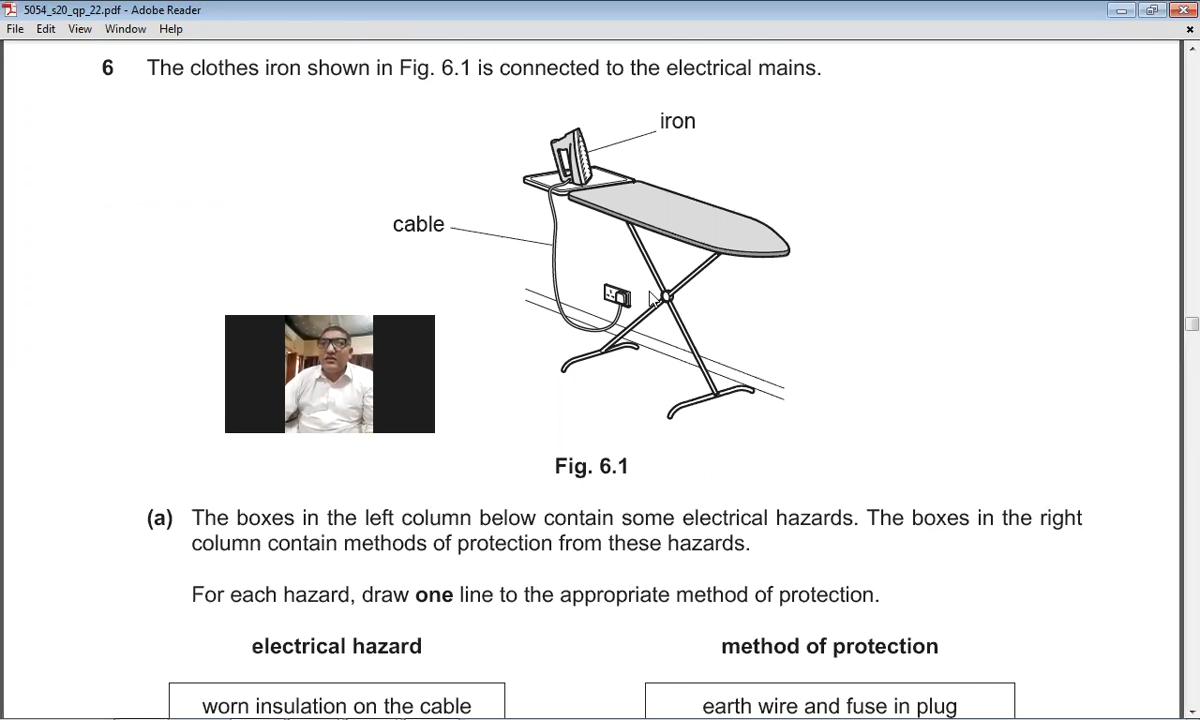 5054_s20_qp_22.pdf - Adobe Reader
File Edit View Window Help
6 The clothes iron shown in Fig. 6.1 is connected to the electrical mains.
iron
cable
Fig. 6.1
(a) The boxes in the left column below contain some electrical hazards. The boxes in the right
column contain methods of protection from these hazards.
For each hazard, draw one line to the appropriate method of protection.
electrical hazard method of protection
worn insulation on the cable earth wire and fuse in plug